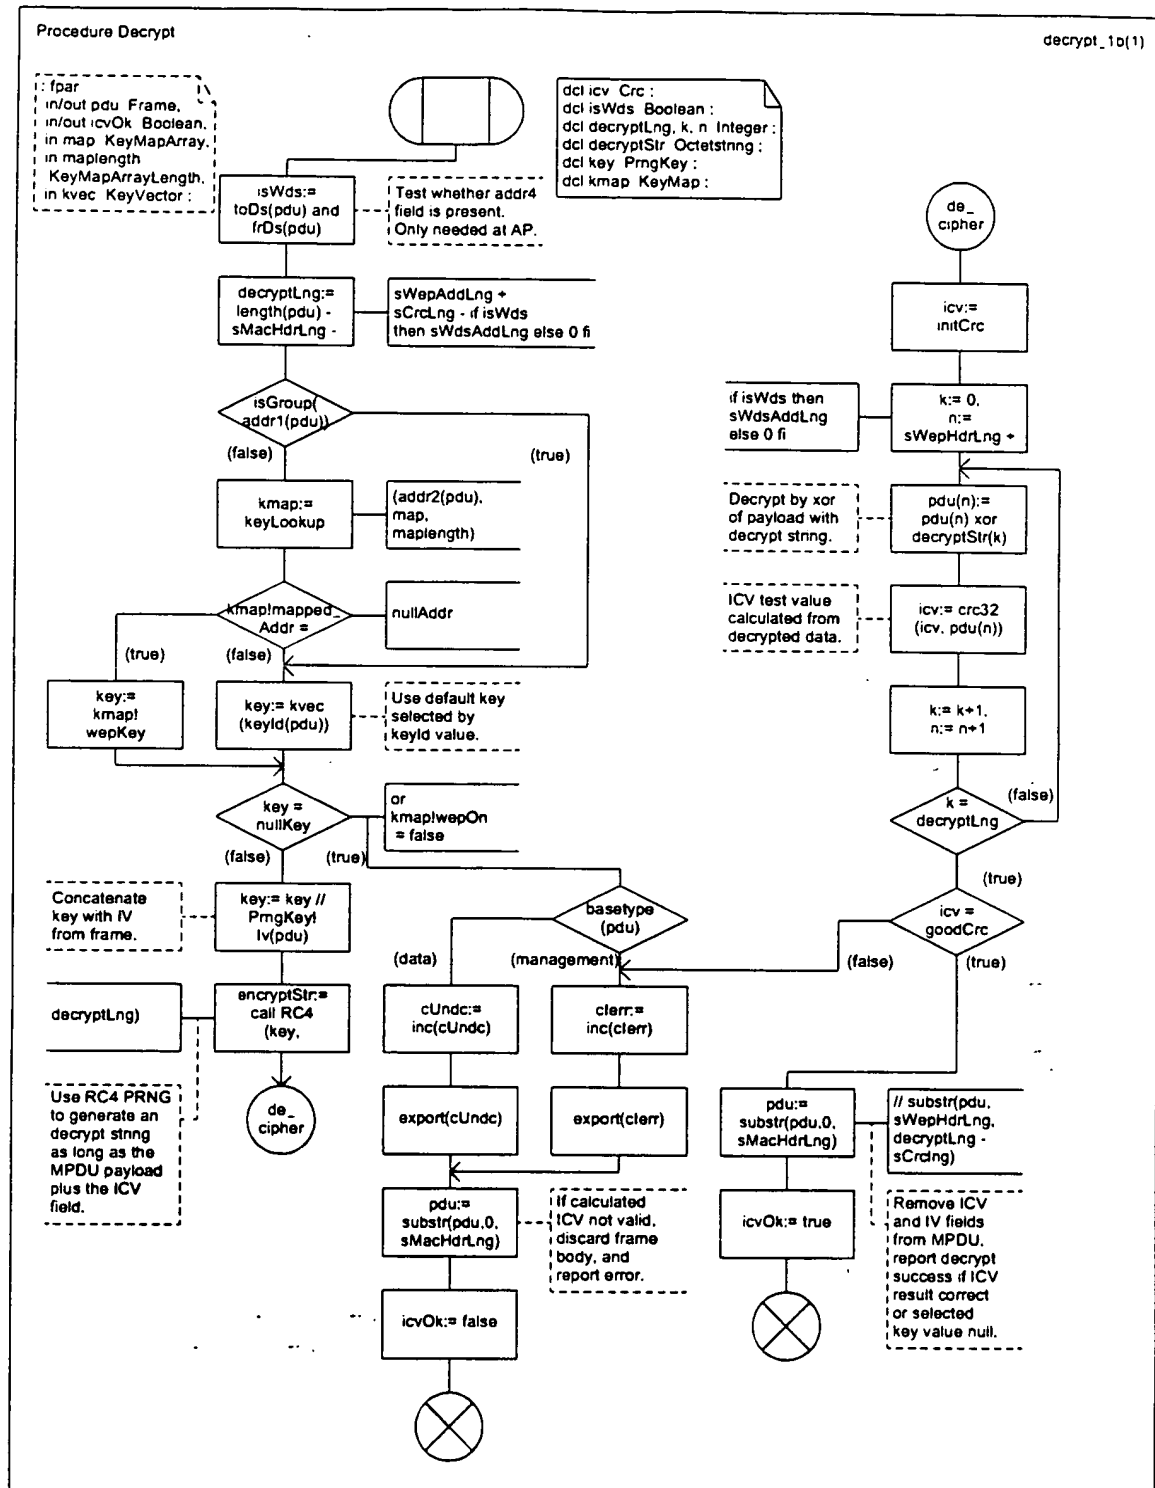 Procedure Decrypt
decrypt_1b(1)
; fpar
in/out pdu Frame,
in/out icvOk Boolean,
in map KeyMapArray,
in maplength
KeyMapArrayLength,
in kvec KeyVector ;
dcl icv Crc ;
dcl isWds Boolean ;
dcl decryptLng, k, n Integer ;
dcl decryptStr Octetstring ;
dcl key PrngKey ;
dcl kmap KeyMap ;
isWds:=
toDs(pdu) and
frDs(pdu)
Test whether addr4
field is present.
Only needed at AP.
decryptLng:=
length(pdu) -
sMacHdrLng -
sWepAddLng +
sCrcLng - if isWds
then sWdsAddLng else 0 fi
isGroup(
addr1(pdu))
(false)
(true)
kmap:=
keyLookup
(addr2(pdu),
map,
maplength)
kmap!mapped_
Addr =
nullAddr
(true)
(false)
key:=
kmap!
wepKey
key:= kvec
(keyId(pdu))
Use default key
selected by
keyId value.
key =
nullKey
or
kmap!wepOn
= false
(false)
(true)
Concatenate
key with IV
from frame.
key:= key //
PrngKey!
Iv(pdu)
decryptLng)
encryptStr:=
call RC4
(key,
Use RC4 PRNG
to generate an
decrypt string
as long as the
MPDU payload
plus the ICV
field.
de_
cipher
basetype
(pdu)
(data)
(management)
cUndc:=
inc(cUndc)
cIerr:=
inc(cIerr)
export(cUndc)
export(cIerr)
pdu:=
substr(pdu,0,
sMacHdrLng)
If calculated
ICV not valid,
discard frame
body, and
report error.
icvOk:= false
de_
cipher
icv:=
initCrc
if isWds then
sWdsAddLng
else 0 fi
k:= 0,
n:=
sWepHdrLng +
Decrypt by xor
of payload with
decrypt string.
pdu(n):=
pdu(n) xor
decryptStr(k)
ICV test value
calculated from
decrypted data.
icv:= crc32
(icv, pdu(n))
k:= k+1,
n:= n+1
k =
decryptLng
(false)
(true)
icv =
goodCrc
(false)
(true)
pdu:=
substr(pdu,0,
sMacHdrLng)
// substr(pdu,
sWepHdrLng,
decryptLng -
sCrclng)
icvOk:= true
Remove ICV
and IV fields
from MPDU,
report decrypt
success if ICV
result correct
or selected
key value null.